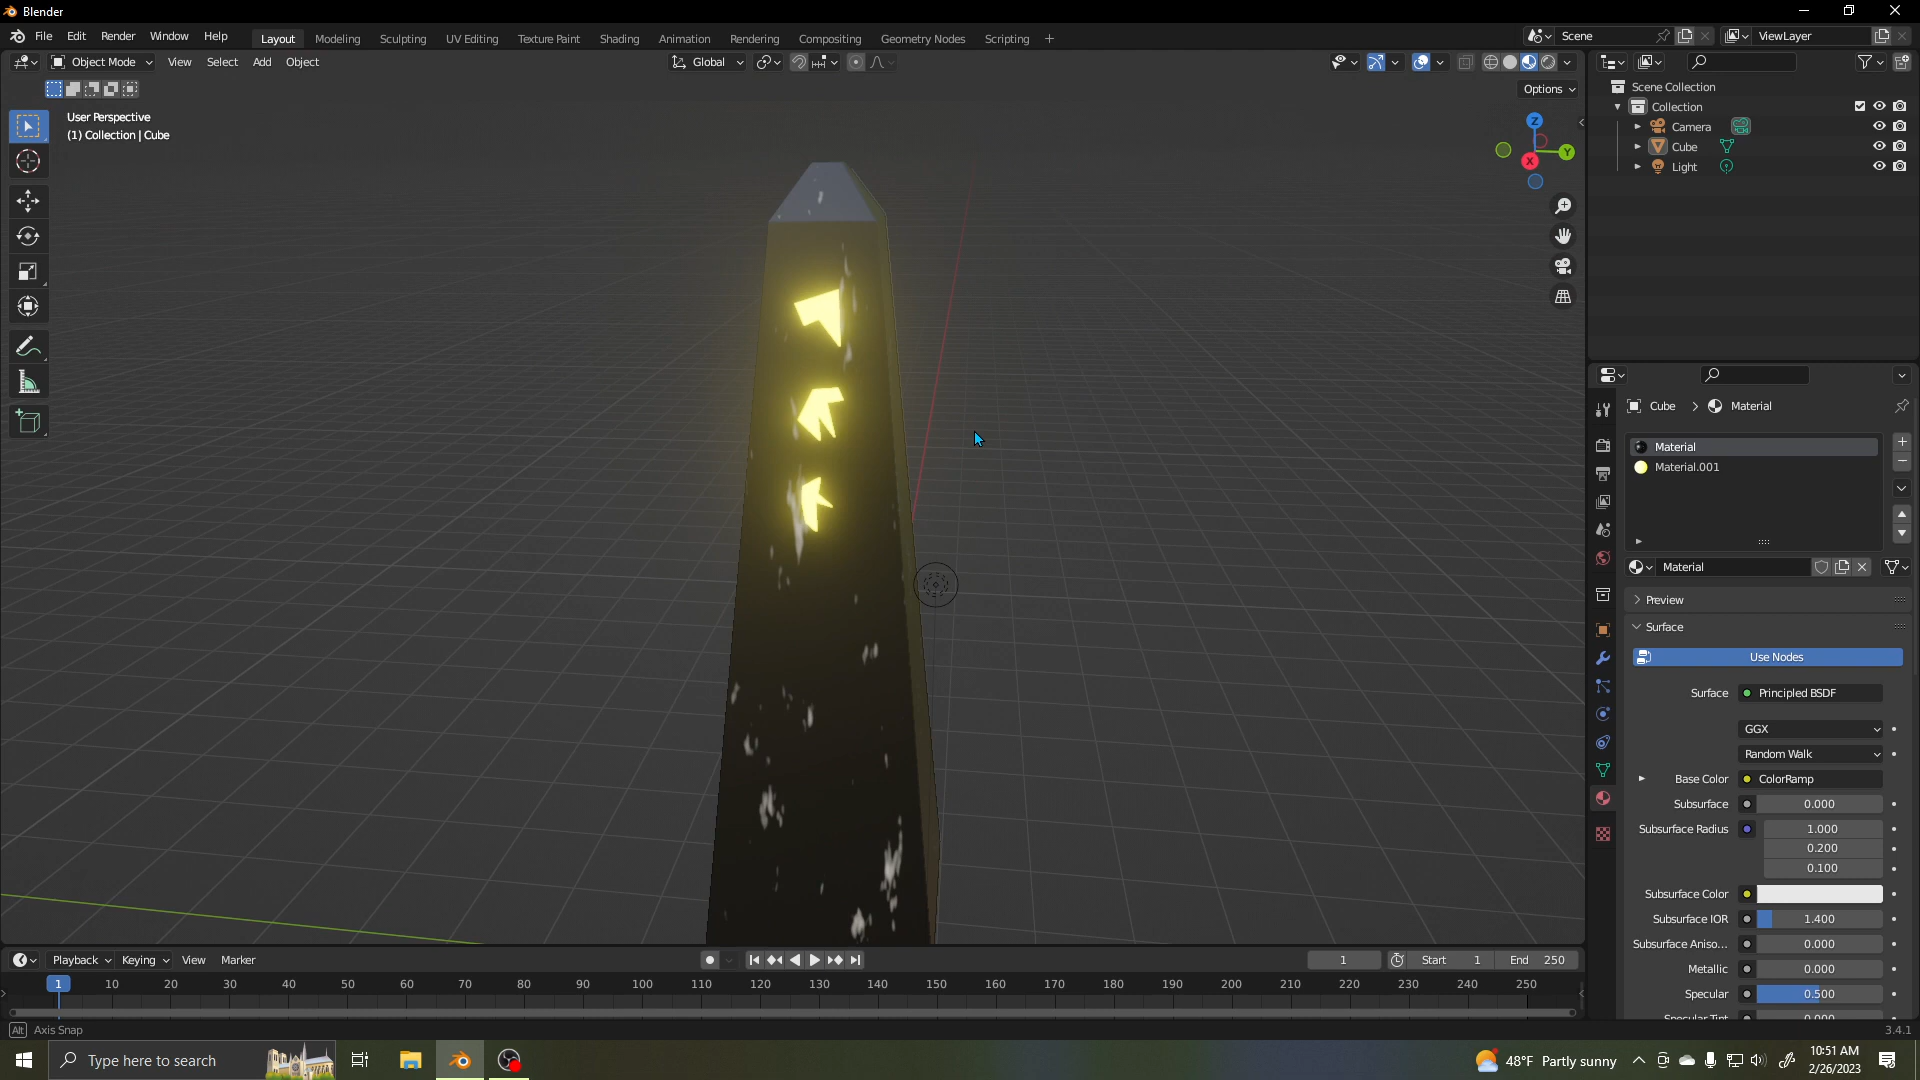 Blender
File Edit Render Window Help Layout Modeling Sculpting UV Editing Texture Paint Shading Animation Rendering Compositing Geometry Nodes Scripting + Scene ViewLayer
Object Mode View Select Add Object Global
Options
User Perspective
(1) Collection | Cube
Z
Y
X
Scene Collection
Collection
Camera
Cube
Light
Cube > Material
Material
Material.001
Material
Preview
Surface
Use Nodes
Surface Principled BSDF
GGX
Random Walk
Base Color ColorRamp
Subsurface 0.000
Subsurface Radius 1.000
0.200
0.100
Subsurface Color
Subsurface IOR 1.400
Subsurface Aniso... 0.000
Metallic 0.000
Specular 0.500
Specular Tint 0.000
Playback Keying View Marker 1 Start 1 End 250
1 10 20 30 40 50 60 70 80 90 100 110 120 130 140 150 160 170 180 190 200 210 220 230 240 250
Alt Axis Snap 3.4.1
Type here to search 48°F Partly sunny 10:51 AM
2/26/2023